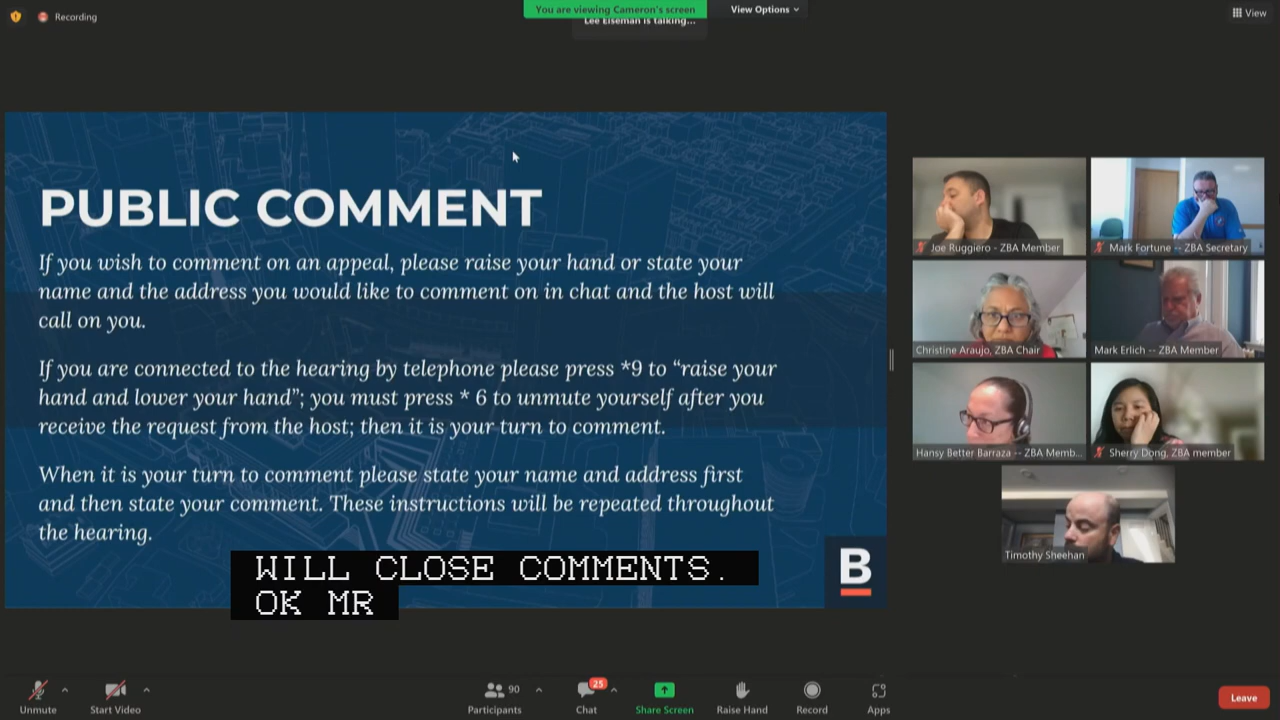 Recording
You are viewing Cameron's screen
View Options
View
Lee Eiseman is talking...
PUBLIC COMMENT
If you wish to comment on an appeal, please raise your hand or state your
name and the address you would like to comment on in chat and the host will
call on you.
If you are connected to the hearing by telephone please press *9 to “raise your
hand and lower your hand”; you must press * 6 to unmute yourself after you
receive the request from the host; then it is your turn to comment.
When it is your turn to comment please state your name and address first
and then state your comment. These instructions will be repeated throughout
the hearing.
B
WILL CLOSE COMMENTS.
OK MR
Joe Ruggiero - ZBA Member
Mark Fortune -- ZBA Secretary
Christine Araujo, ZBA Chair
Mark Erlich -- ZBA Member
Hansy Better Barraza -- ZBA Memb...
Sherry Dong, ZBA member
Timothy Sheehan
Unmute
Start Video
90
Participants
25
Chat
Share Screen
Raise Hand
Record
Apps
Leave